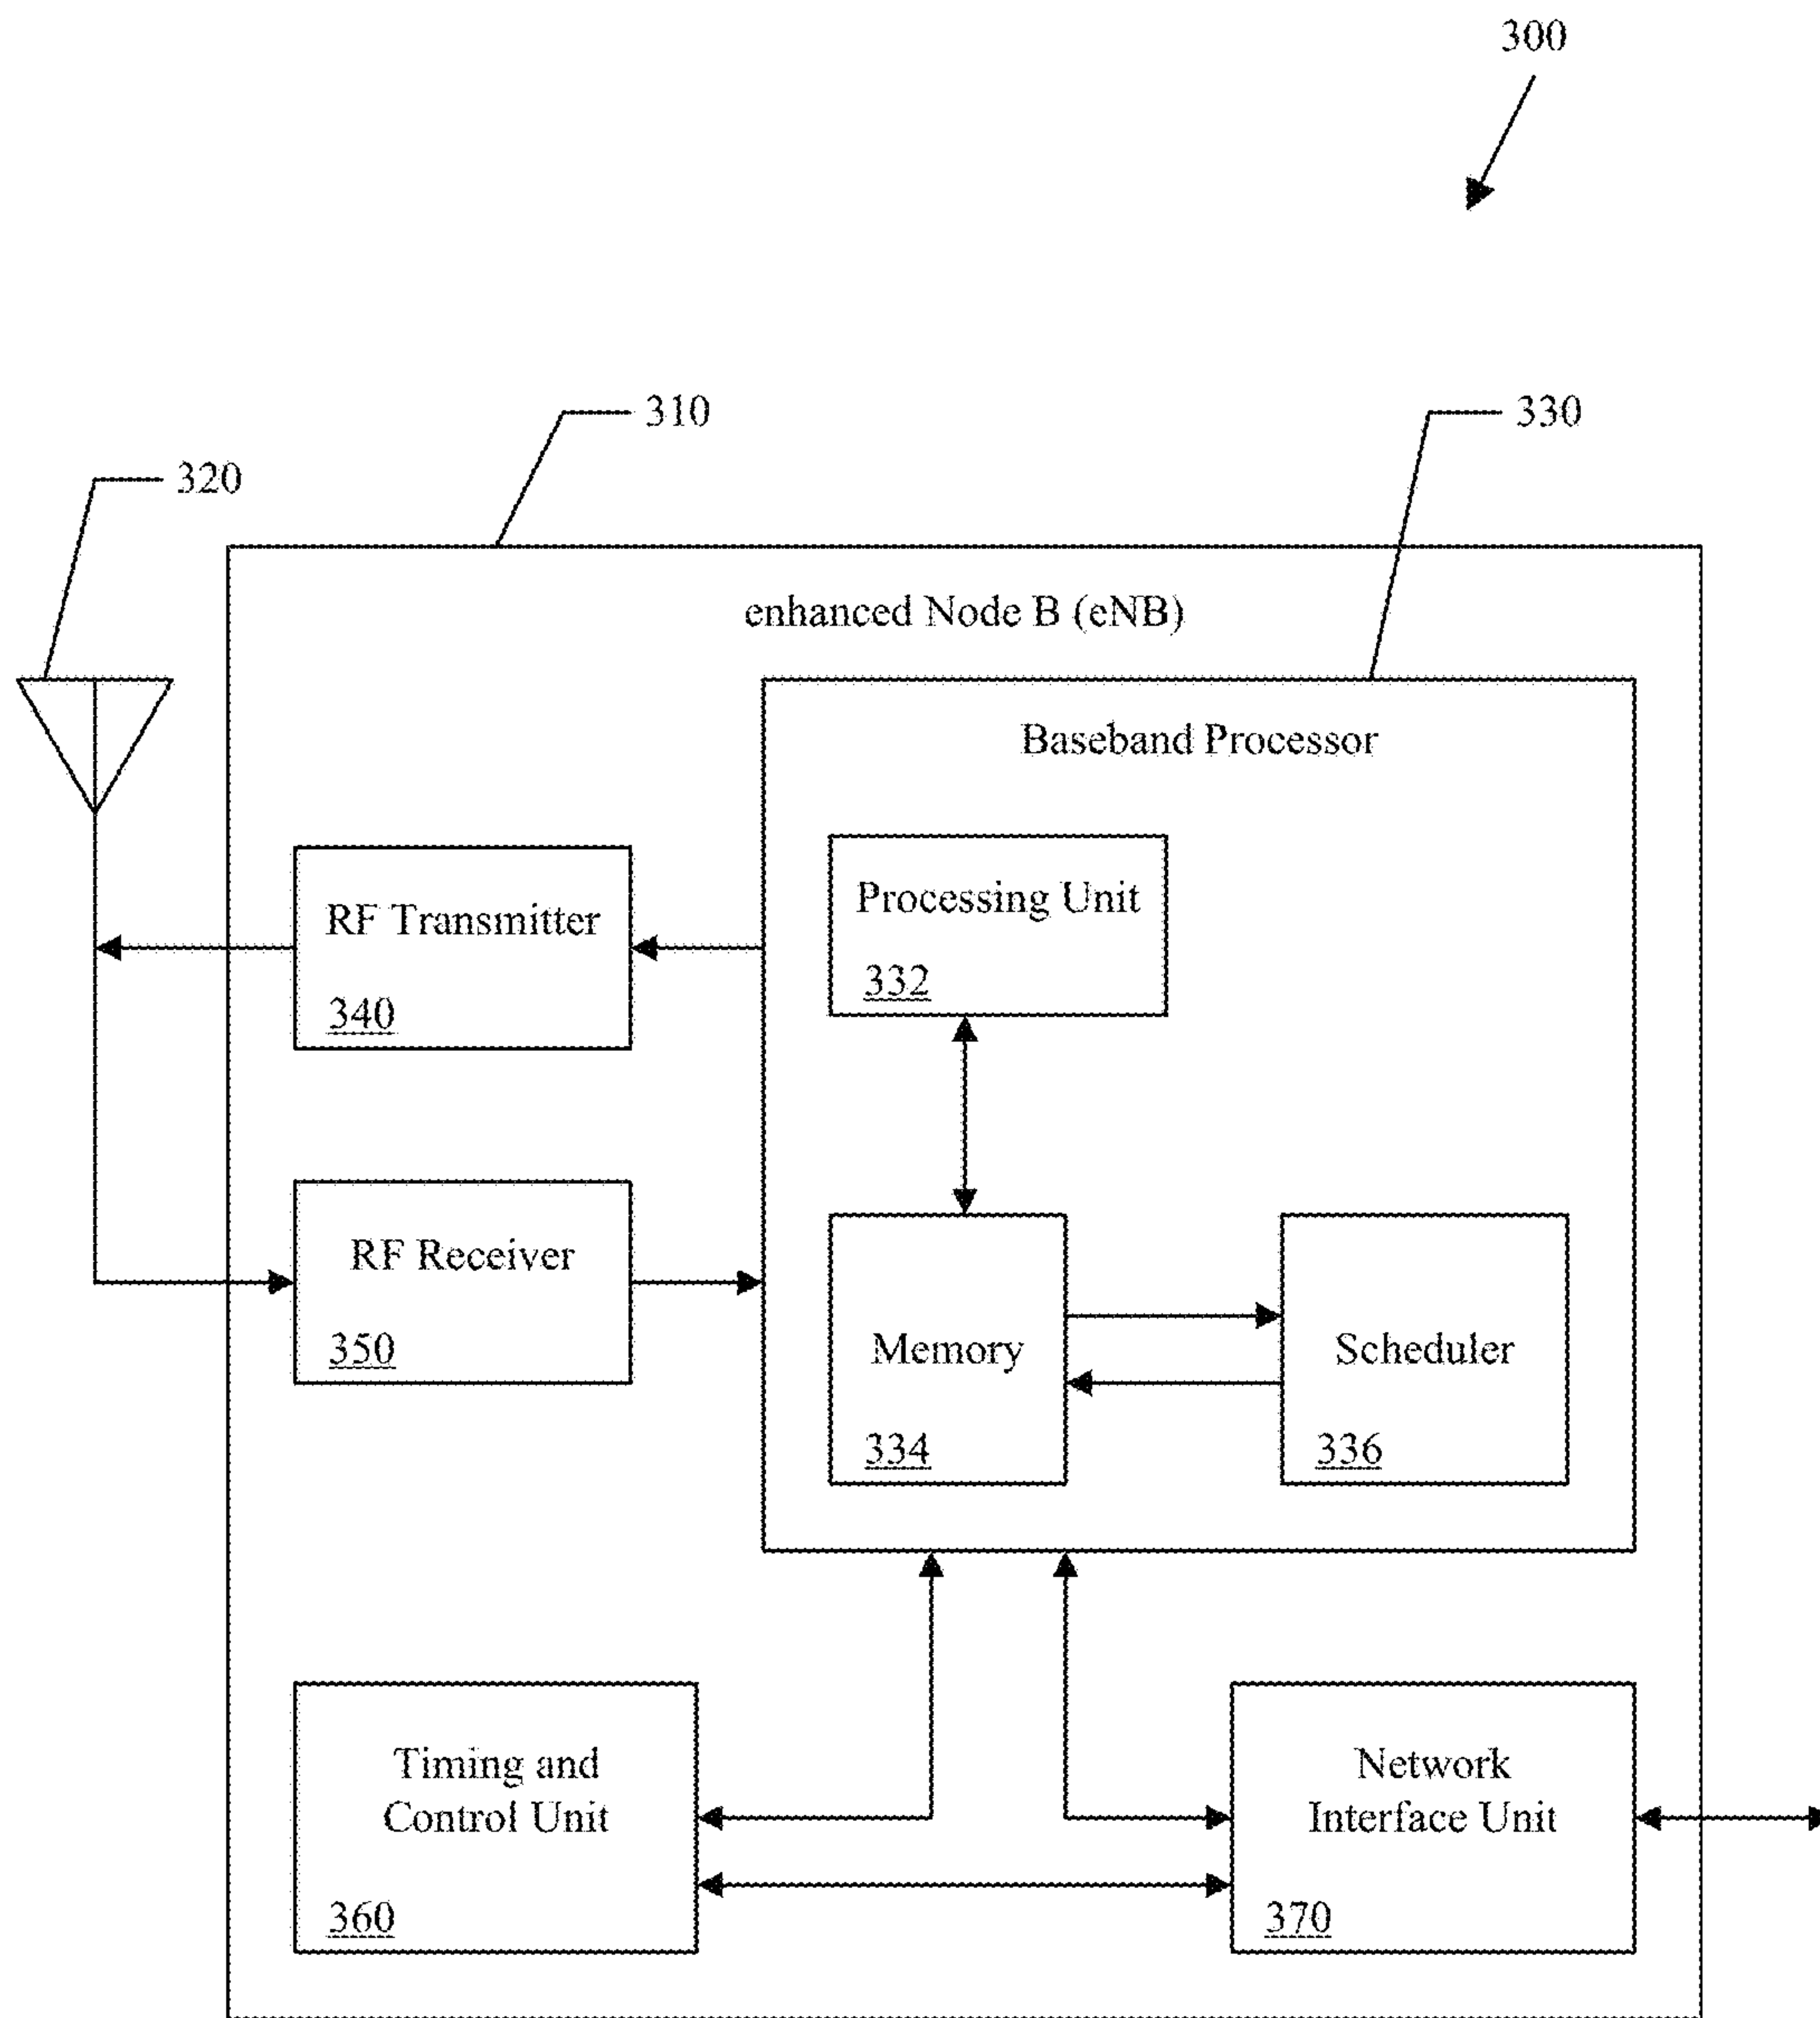 300
310
330
320
enhanced Node B (eNB)
Baseband Processor
Processing Unit
332
RF Transmitter
340
RF Receiver
350
Memory
334
Scheduler
336
Timing and
Control Unit
360
Network
Interface Unit
370